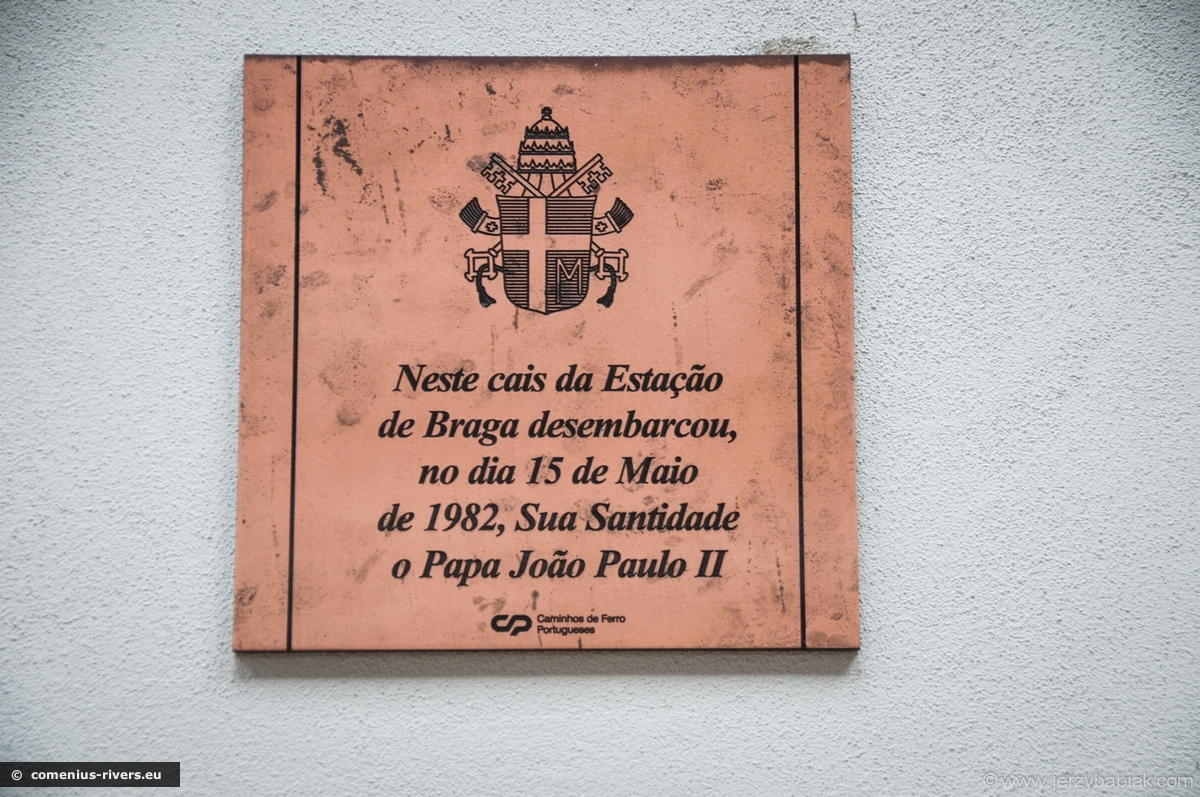 M
Neste cais da Estação
de Braga desembarcou,
no dia 15 de Maio
de 1982, Sua Santidade
o Papa João Paulo II
CP Caminhos de Ferro
Portugueses
© comenius-rivers.eu
©www.jerzybabiak.com